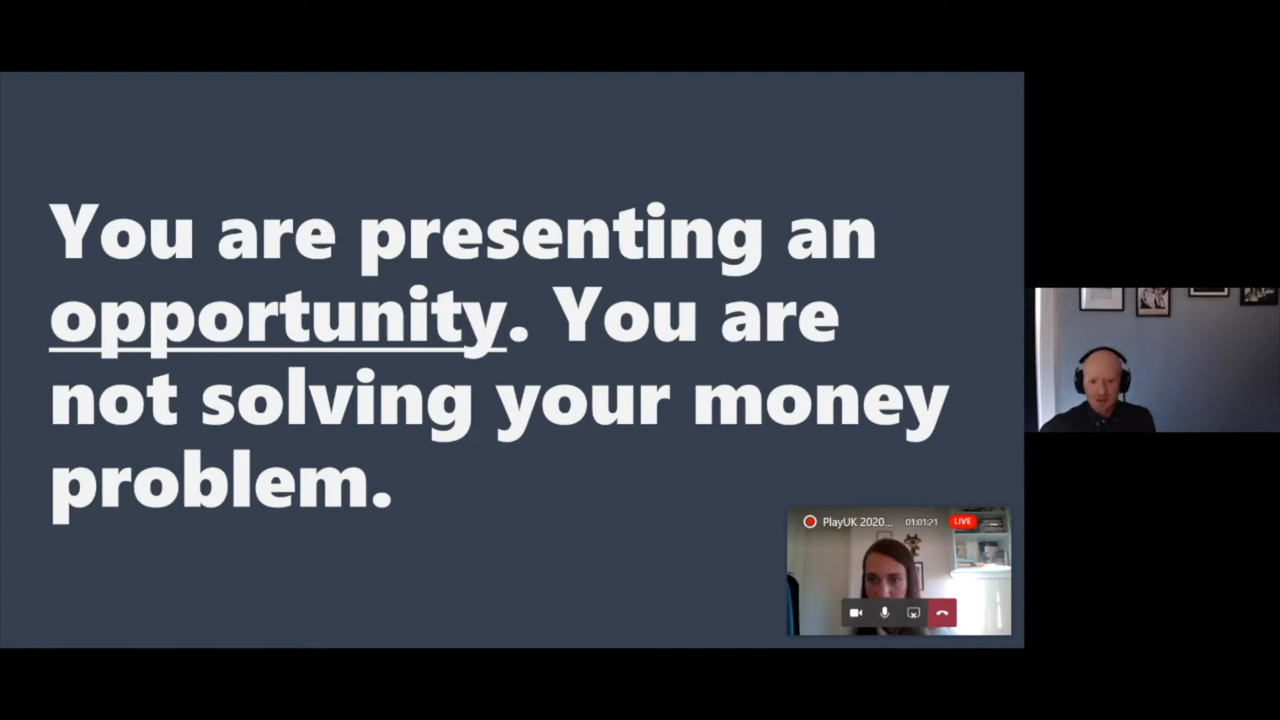 You are presenting an
opportunity. You are
not solving your money
problem.
PlayUK 2020... 01:01:21 LIVE